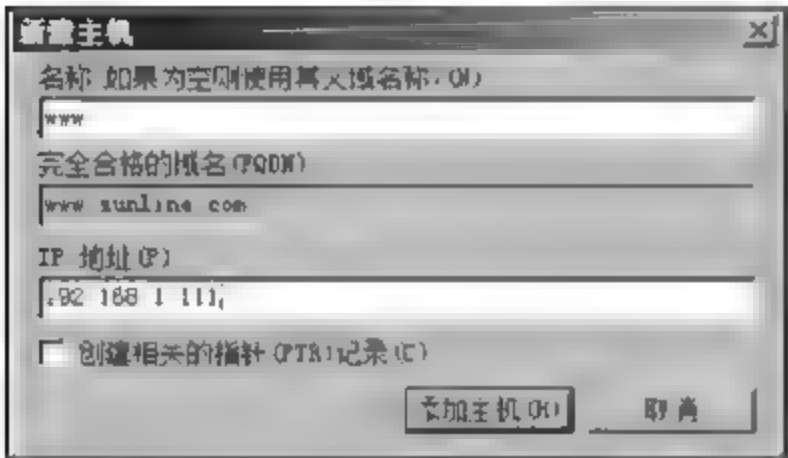 新建主机
名称(如果为空则使用其父域名称)(N)
www
完全合格的域名(FQDN)
www sunline com
IP 地址(P)
192 168 1 111
创建相关的指针(PTR)记录(C)
添加主机(H) 取消